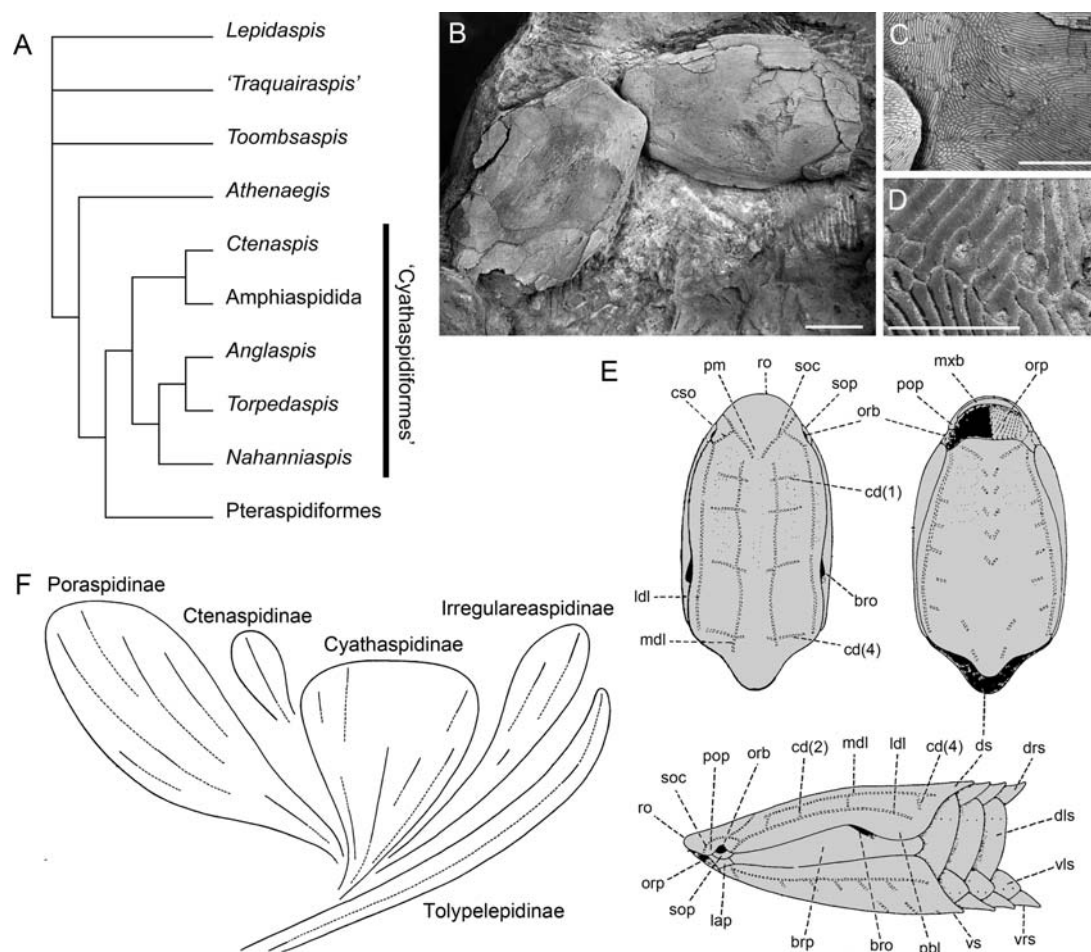 A
Lepidaspis
‘Traquairaspis’
Toombsaspis
Athenaegis
Ctenaspis
Amphiaspidida
Anglaspis
Torpedaspis
Nahanniaspis
Pteraspidiformes
‘Cyathaspidiformes’
B
C
D
E
ro
pm
soc
cso
sop
orb
cd(1)
bro
ldl
mdl
cd(4)
mxb
pop
orp
ds
cd(2)
mdl
ldl
cd(4)
drs
orb
pop
soc
ro
dls
vls
orp
sop
lap
brp
bro
pbl
vs
vrs
F
Poraspidinae
Ctenaspidinae
Irregulareaspidinae
Cyathaspidinae
Tolypelepidinae